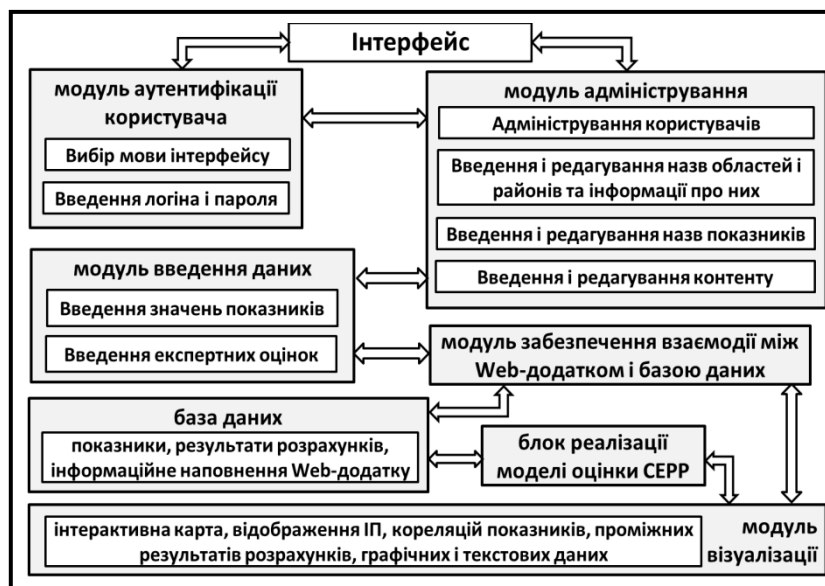 Інтерфейс
модуль аутентифікації
користувача
Вибір мови інтерфейсу
Введення логіна і пароля
модуль адміністрування
Адміністрування користувачів
Введення і редагування назв областей і
районів та інформації про них
Введення і редагування назв показників
Введення і редагування контенту
модуль введення даних
Введення значень показників
Введення експертних оцінок
модуль забезпечення взаємодії між
Web-додатком і базою даних
база даних
показники, результати розрахунків,
інформаційне наповнення Web-додатку
блок реалізації
моделі оцінки СЕРР
інтерактивна карта, відображення ІП, кореляцій показників, проміжних
результатів розрахунків, графічних і текстових даних
модуль
візуалізації